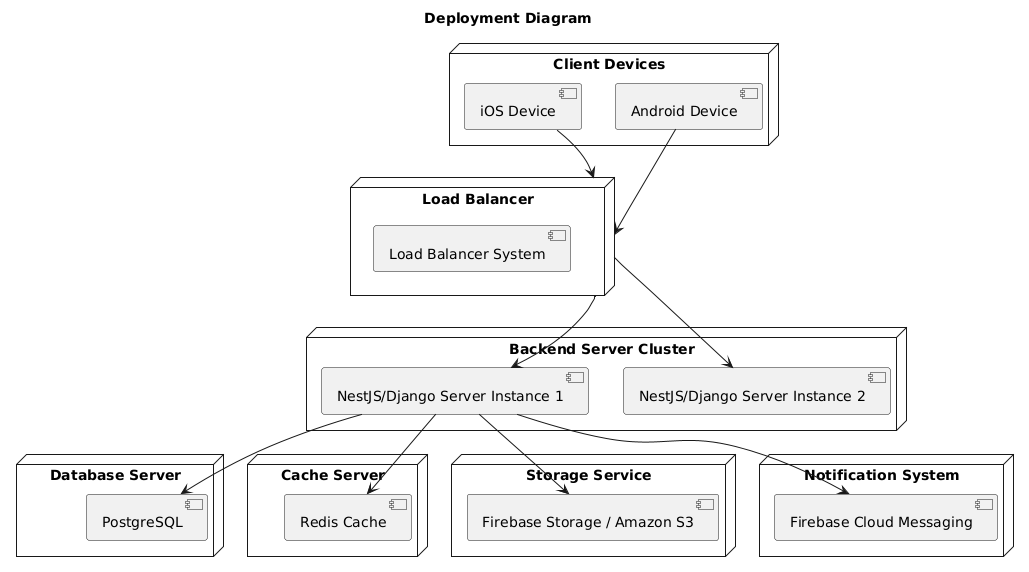 Deployment Diagram
Client Devices
iOS Device
Android Device
Load Balancer
Load Balancer System
Backend Server Cluster
NestJS/Django Server Instance 1
NestJS/Django Server Instance 2
Database Server
PostgreSQL
Cache Server
Redis Cache
Storage Service
Firebase Storage / Amazon S3
Notification System
Firebase Cloud Messaging